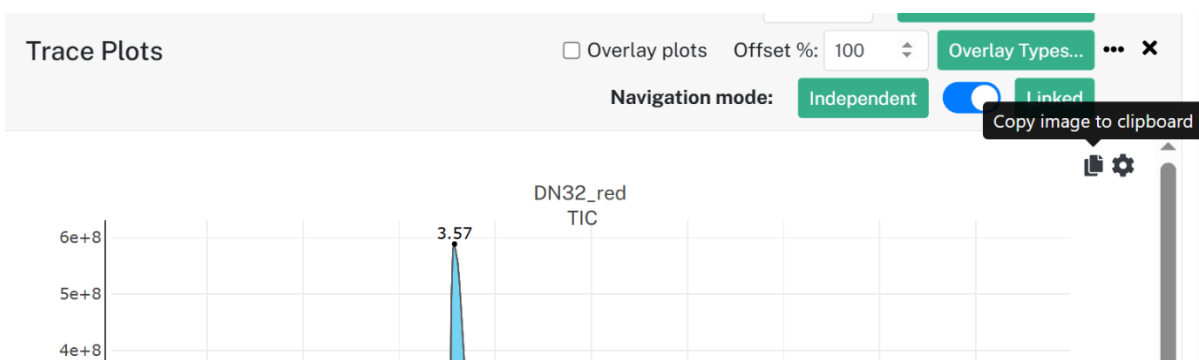 Trace Plots
Overlay plots Offset %: 100 Overlay Types...
Navigation mode: Independent Linked
Copy image to clipboard
DN32_red
TIC
3.57
6e+8
5e+8
4e+8